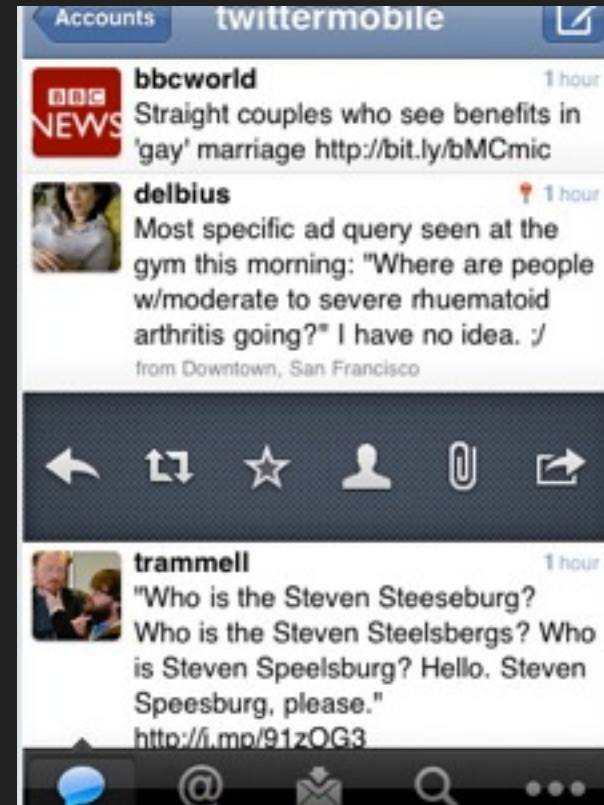 Accounts
twittermobile
bbcworld
1 hour
BBC
NEWS
Straight couples who see benefits in
'gay' marriage http://bit.ly/bMCmic
delbius
1 hour
Most specific ad query seen at the
gym this morning: "Where are people
w/moderate to severe rhuematoid
arthritis going?" I have no idea. :/
from Downtown, San Francisco
trammell
1 hour
"Who is the Steven Steeseburg?
Who is the Steven Steelsbergs? Who
is Steven Speelsburg? Hello. Steven
Speesburg, please."
http://j.mp/91zOG3
@